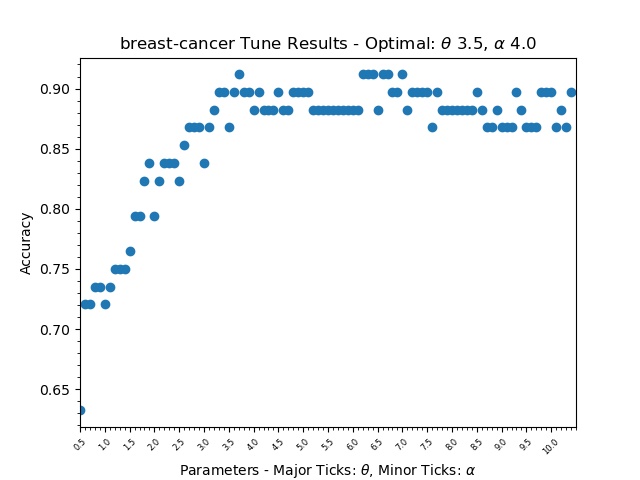 breast-cancer Tune Results - Optimal: θ 3.5, α 4.0
Accuracy
0.90
0.85
0.80
0.75
0.70
0.65
0.5 1.0 1.5 2.0 2.5 3.0 3.5 4.0 4.5 5.0 5.5 6.0 6.5 7.0 7.5 8.0 8.5 9.0 9.5 10.0
Parameters - Major Ticks: θ, Minor Ticks: α